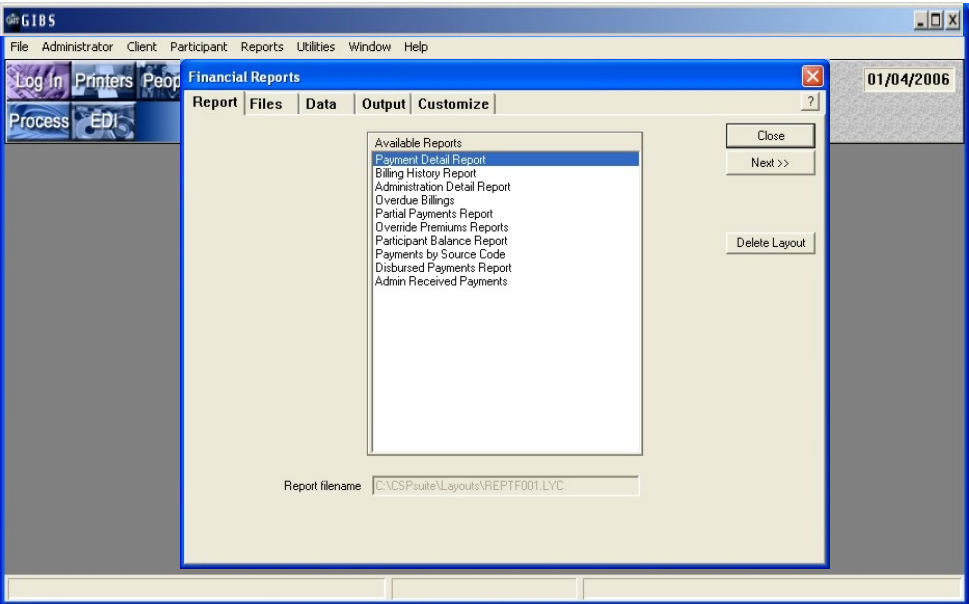 GIBS
File Administrator Client Participant Reports Utilities Window Help
Log In Printers Peop
Process EDI
Financial Reports
01/04/2006
Report Files Data Output Customize
?
Available Reports
Payment Detail Report
Billing History Report
Administration Detail Report
Overdue Billings
Partial Payments Report
Override Premiums Reports
Participant Balance Report
Payments by Source Code
Disbursed Payments Report
Admin Received Payments
Close
Next >>
Delete Layout
Report filename C:\CSPsuite\Layouts\REPTF001.LYC